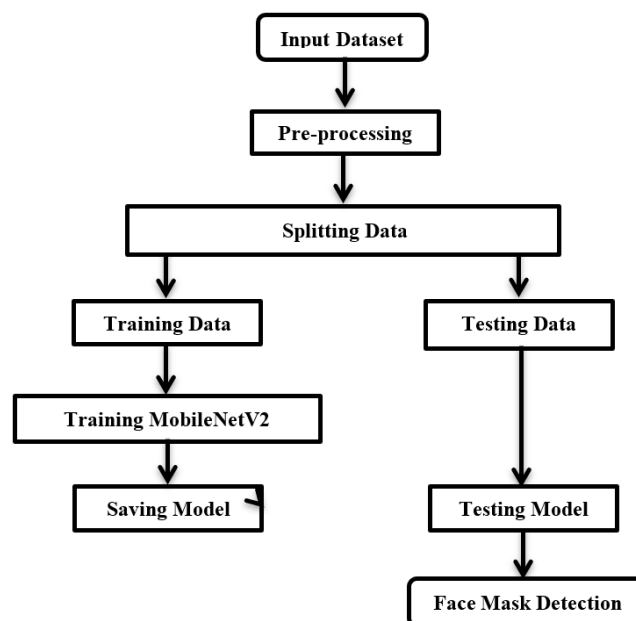 Input Dataset
Pre-processing
Splitting Data
Training Data
Testing Data
Training MobileNetV2
Saving Model
Testing Model
Face Mask Detection